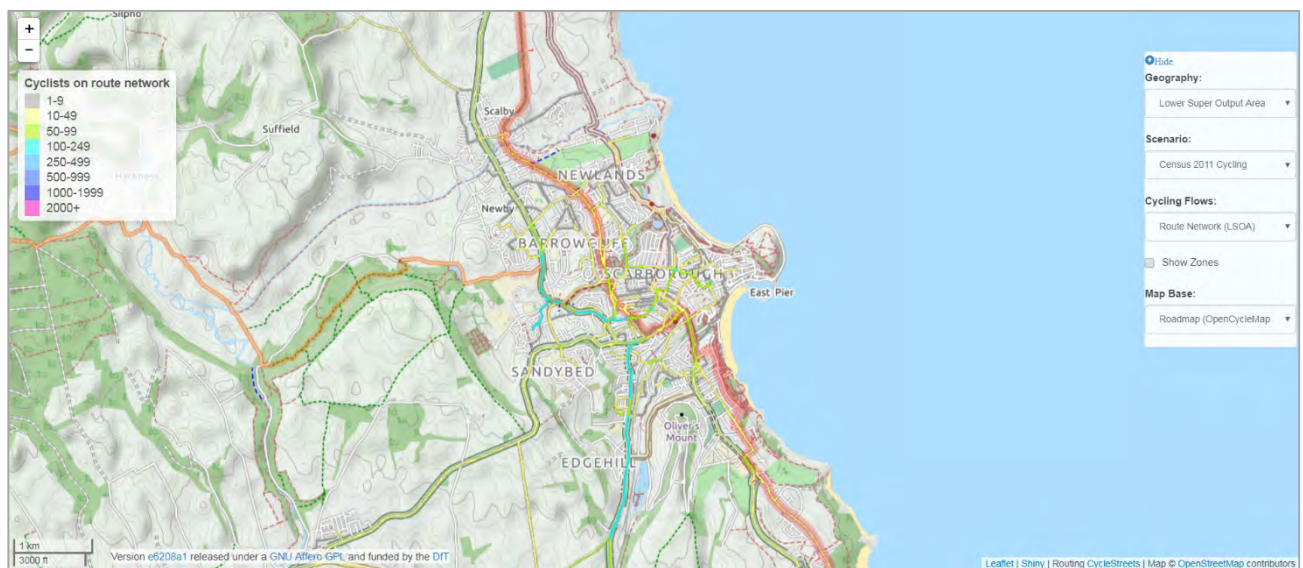 Silpho
+
−
Cyclists on route network
1-9
10-49
50-99
100-249
250-499
500-999
1000-1999
2000+
Hackness
Suffield
Scalby
NEWLANDS
Newby
BARROWCLIFF
SCARBOROUGH
East Pier
SANDYBED
Oliver's
Mount
EDGEHILL
Hide
Geography:
Lower Super Output Area
Scenario:
Census 2011 Cycling
Cycling Flows:
Route Network (LSOA)
Show Zones
Map Base:
Roadmap (OpenCycleMap
1 km
3000 ft
Version e6208a1 released under a GNU Affero GPL and funded by the DfT
Leaflet | Shiny | Routing CycleStreets | Map © OpenStreetMap contributors